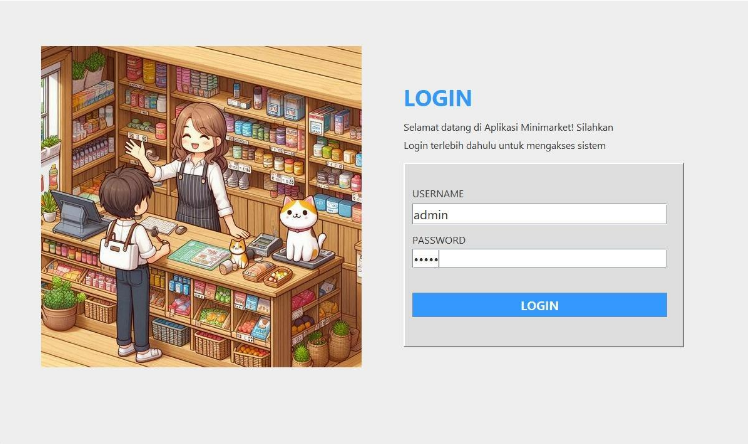 LOGIN
Selamat datang di Aplikasi Minimarket! Silahkan
Login terlebih dahulu untuk mengakses sistem
USERNAME
admin
PASSWORD
•••••
LOGIN